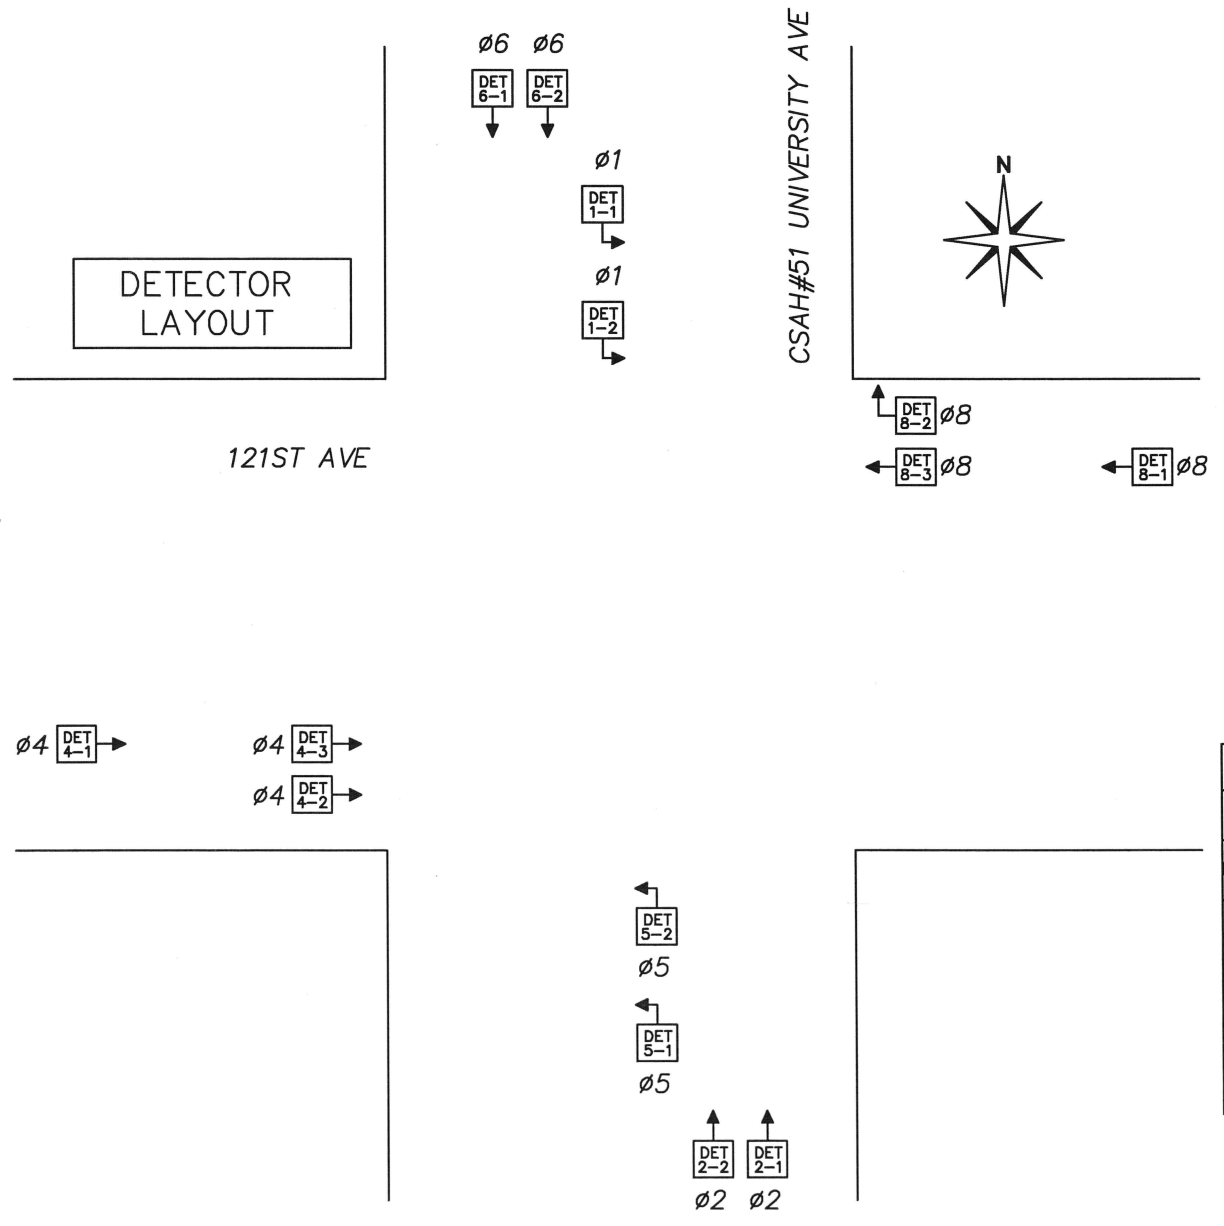 ø6 ø6
DET
6-1
DET
6-2
CSAH#51 UNIVERSITY AVE
ø1
DET
1-1
N
ø1
DET
1-2
DETECTOR
LAYOUT
121ST AVE
DET
8-2
ø8
DET
8-3
ø8
DET
8-1
ø8
ø4
DET
4-1
ø4
DET
4-3
ø4
DET
4-2
DET
5-2
ø5
DET
5-1
ø5
DET
2-2
DET
2-1
ø2 ø2